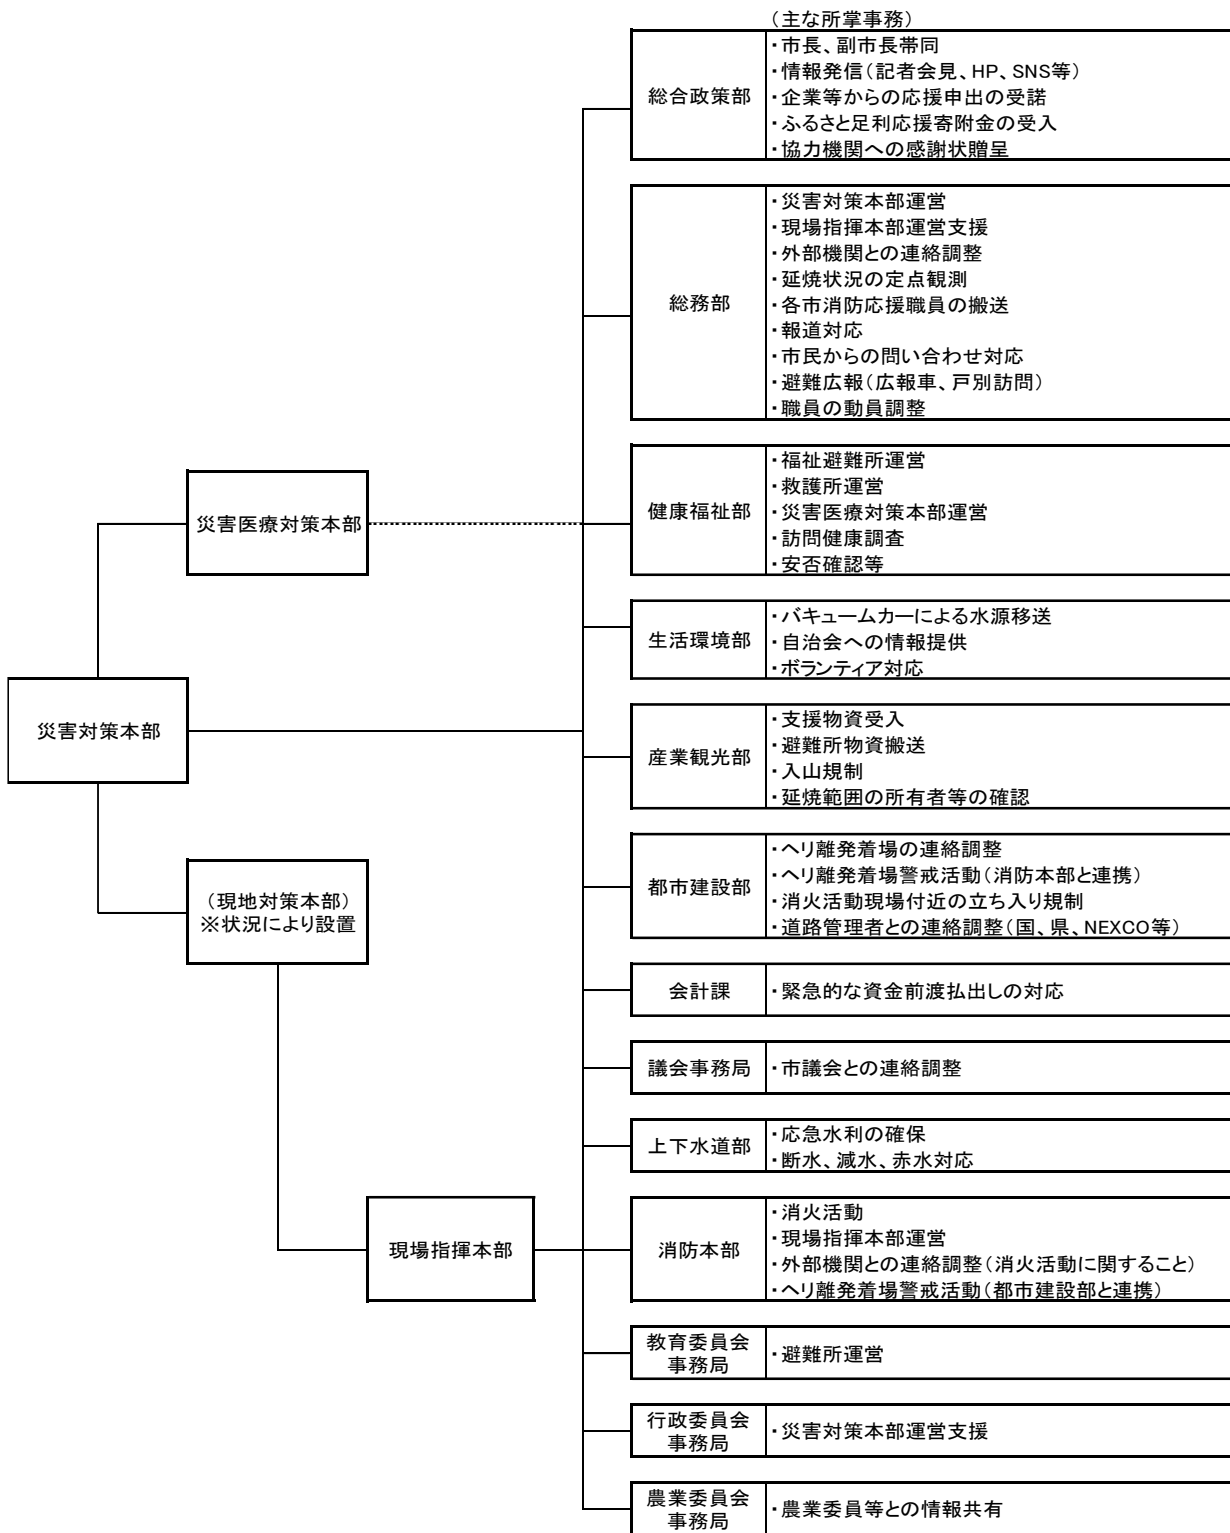 (主な所掌事務)
総合政策部
・市長、副市長帯同
・情報発信(記者会見、HP、SNS等)
・企業等からの応援申出の受諾
・ふるさと足利応援寄附金の受入
・協力機関への感謝状贈呈
総務部
・災害対策本部運営
・現場指揮本部運営支援
・外部機関との連絡調整
・延焼状況の定点観測
・各市消防応援職員の搬送
・報道対応
・市民からの問い合わせ対応
・避難広報(広報車、戸別訪問)
・職員の動員調整
災害医療対策本部
健康福祉部
・福祉避難所運営
・救護所運営
・災害医療対策本部運営
・訪問健康調査
・安否確認等
生活環境部
・バキュームカーによる水源移送
・自治会への情報提供
・ボランティア対応
災害対策本部
産業観光部
・支援物資受入
・避難所物資搬送
・入山規制
・延焼範囲の所有者等の確認
(現地対策本部)
※状況により設置
都市建設部
・ヘリ離発着場の連絡調整
・ヘリ離発着場警戒活動(消防本部と連携)
・消火活動現場付近の立ち入り規制
・道路管理者との連絡調整(国、県、NEXCO等)
会計課
・緊急的な資金前渡払出しの対応
議会事務局
・市議会との連絡調整
上下水道部
・応急水利の確保
・断水、減水、赤水対応
現場指揮本部
消防本部
・消火活動
・現場指揮本部運営
・外部機関との連絡調整(消火活動に関すること)
・ヘリ離発着場警戒活動(都市建設部と連携)
教育委員会
事務局
・避難所運営
行政委員会
事務局
・災害対策本部運営支援
農業委員会
事務局
・農業委員等との情報共有